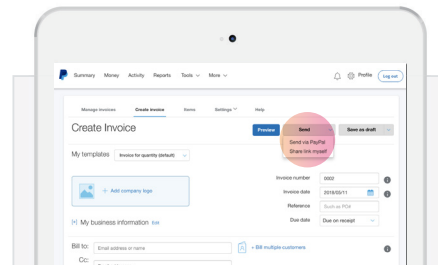 Summary Money Activity Reports Tools More Profile Log out
Manage invoices Create invoice Items Settings Help
Create Invoice Preview Send Save as draft
Send via PayPal
Share link myself
My templates Invoice for quantity (default)
Invoice number 0002
Invoice date 2018/05/11
+ Add company logo
Reference Such as PO#
[+] My business information Edit
Due date Due on receipt
Bill to: Email address or name + Bill multiple customers
Cc: